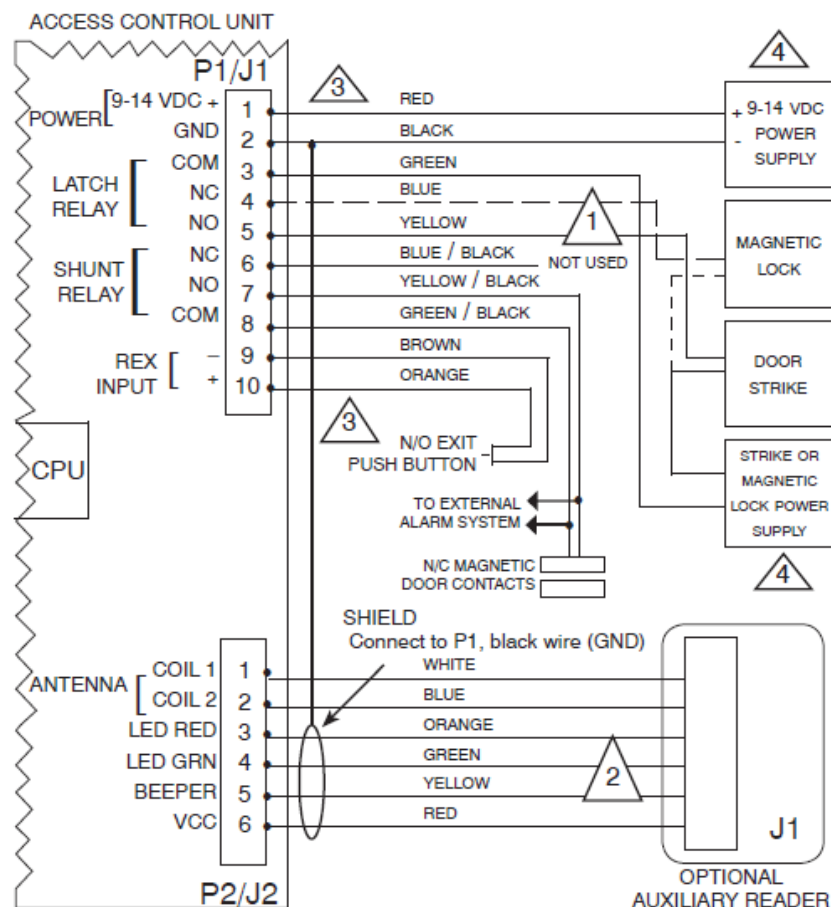 ACCESS CONTROL UNIT
P1/J1
POWER
9-14 VDC +
GND
LATCH
RELAY
COM
NC
NO
SHUNT
RELAY
NC
NO
COM
REX
INPUT
–
+
1
2
3
4
5
6
7
8
9
10
3
RED
BLACK
GREEN
BLUE
YELLOW
BLUE / BLACK
YELLOW / BLACK
GREEN / BLACK
BROWN
ORANGE
1
NOT USED
4
+ 9-14 VDC
- POWER
SUPPLY
MAGNETIC
LOCK
DOOR
STRIKE
STRIKE OR
MAGNETIC
LOCK POWER
SUPPLY
4
3
N/O EXIT
PUSH BUTTON
CPU
TO EXTERNAL
ALARM SYSTEM
N/C MAGNETIC
DOOR CONTACTS
SHIELD
Connect to P1, black wire (GND)
ANTENNA
COIL 1
COIL 2
LED RED
LED GRN
BEEPER
VCC
1
2
3
4
5
6
P2/J2
WHITE
BLUE
ORANGE
GREEN
YELLOW
RED
2
J1
OPTIONAL
AUXILIARY READER